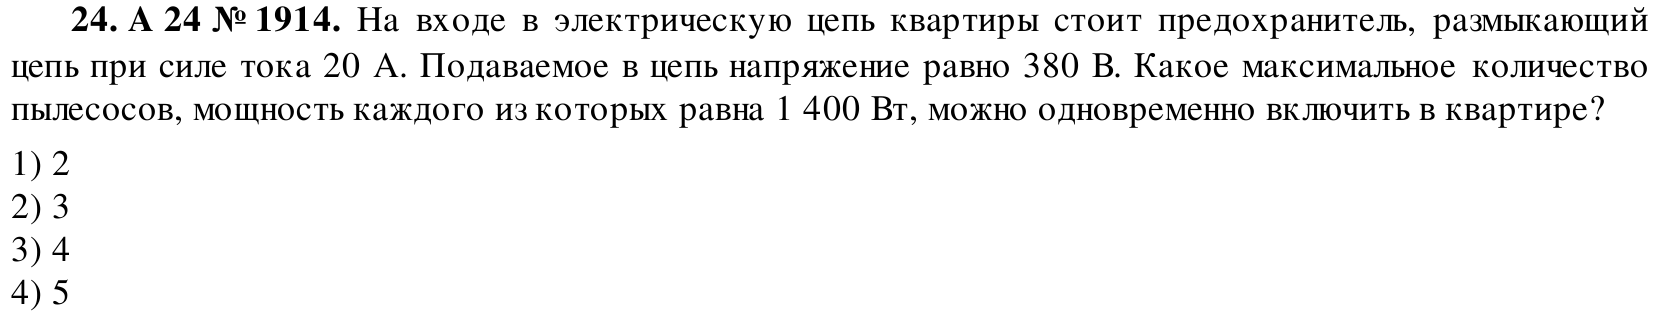 24. А 24 № 1914. На входе в электрическую цепь квартиры стоит предохранитель, размыкающий
цепь при силе тока 20 А. Подаваемое в цепь напряжение равно 380 В. Какое максимальное количество
пылесосов, мощность каждого из которых равна 1 400 Вт, можно одновременно включить в квартире?
1) 2
2) 3
3) 4
4) 5